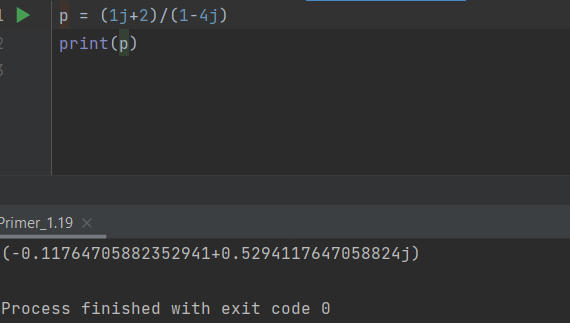 1 p = (1j+2)/(1-4j)
2 print(p)
3
Primer_1.19 ×
(-0.11764705882352941+0.5294117647058824j)
Process finished with exit code 0